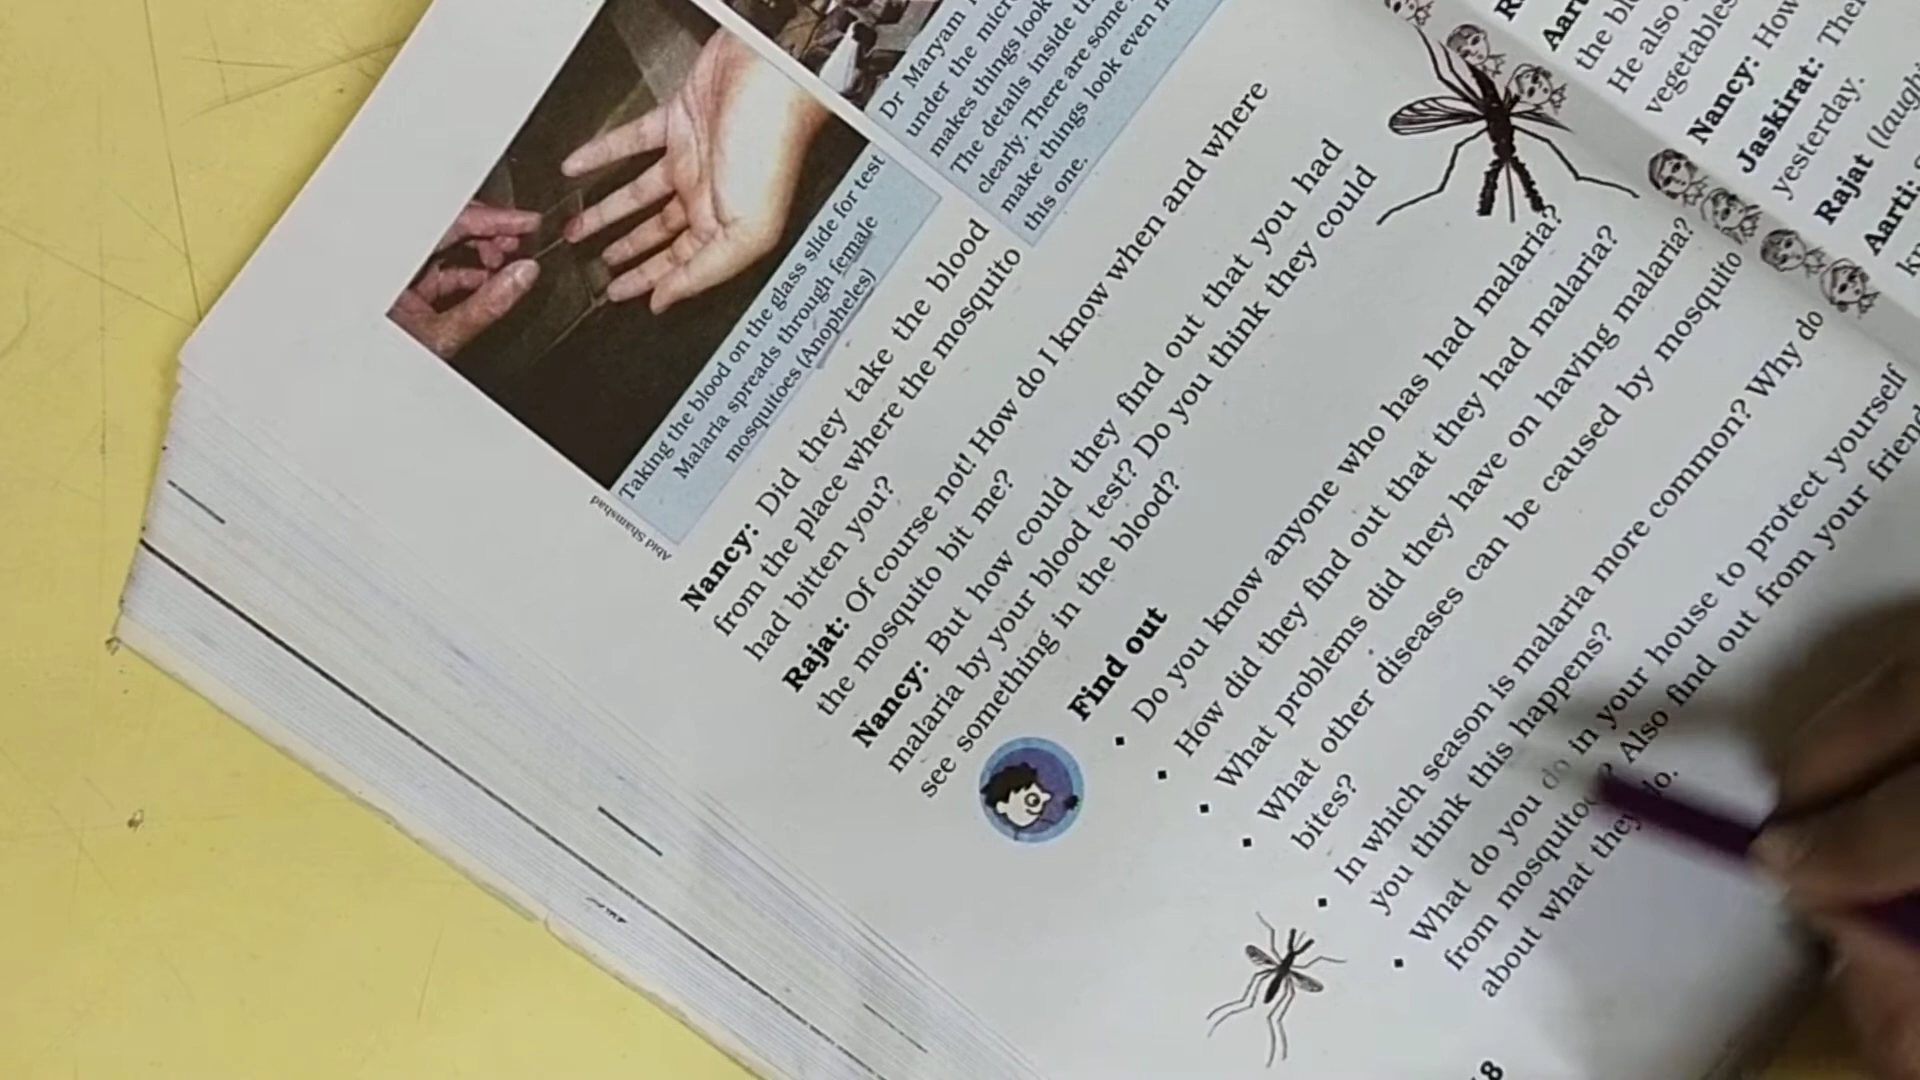 Dr Maryam
under the micr
makes things look
The details inside th
clearly. There are some
make things look even m
this one.
Taking the blood on the glass slide for test
Malaria spreads through female
mosquitoes (Anopheles)
Abid Shamshad
Nancy: Did they take the blood
from the place where the mosquito
had bitten you?
Rajat: Of course not! How do I know when and where
the mosquito bit me?
Nancy: But how could they find out that you had
malaria by your blood test? Do you think they could
see something in the blood?
Find out
▪ Do you know anyone who has had malaria?
▪ How did they find out that they had malaria?
▪ What problems did they have on having malaria?
▪ What other diseases can be caused by mosquito
bites?
▪ In which season is malaria more common? Why do
you think this happens?
▪ What do you do in your house to protect yourself
from mosquitoes? Also find out from your friend
about what they do.
8
Aarti
the bl
He also
vegetables
Nancy: How
Jaskirat: The
yesterday.
Rajat (laugh
Aarti: